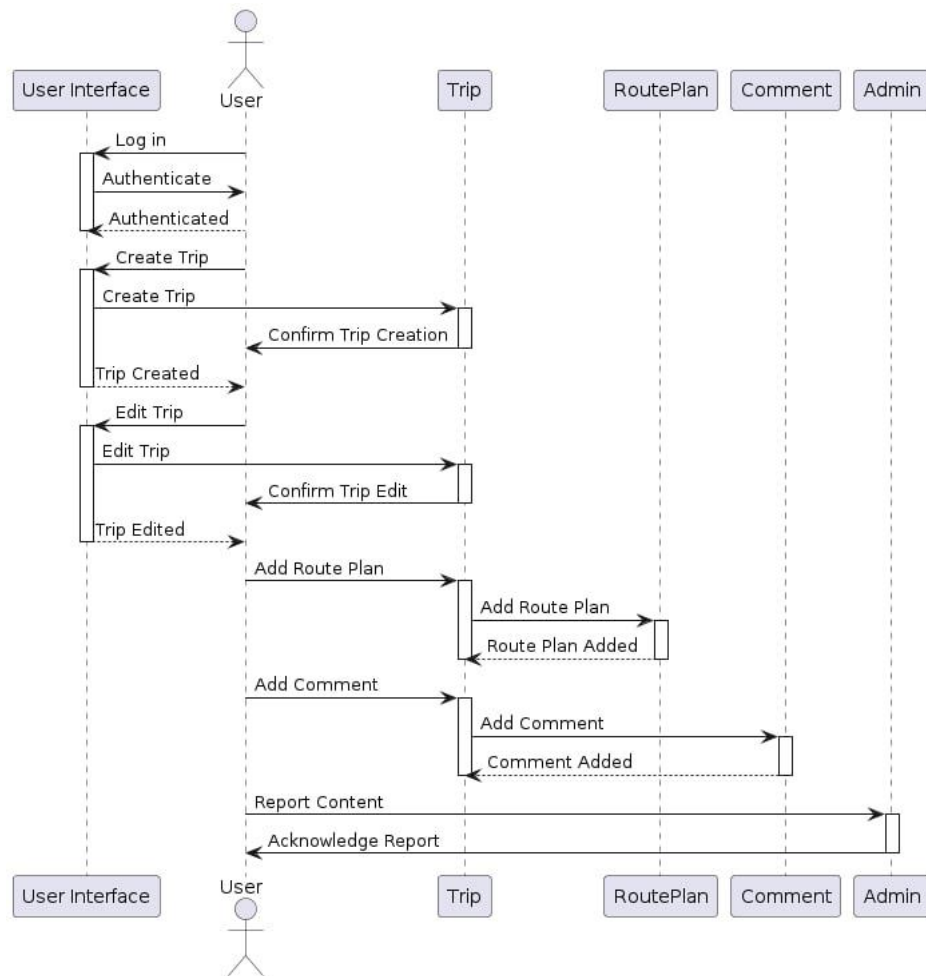 User Interface
User
Trip
RoutePlan
Comment
Admin
Log in
Authenticate
Authenticated
Create Trip
Create Trip
Confirm Trip Creation
Trip Created
Edit Trip
Edit Trip
Confirm Trip Edit
Trip Edited
Add Route Plan
Add Route Plan
Route Plan Added
Add Comment
Add Comment
Comment Added
Report Content
Acknowledge Report
User Interface
User
Trip
RoutePlan
Comment
Admin